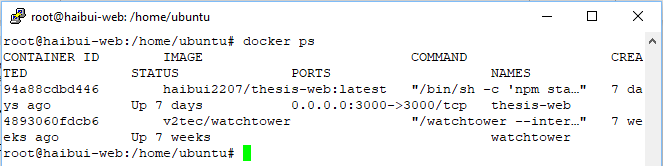 root@haibui-web: /home/ubuntu
root@haibui-web:/home/ubuntu# docker ps
CONTAINER ID        IMAGE                           COMMAND                  CREA
TED          STATUS              PORTS                    NAMES
94a88cdbd446        haibui2207/thesis-web:latest   "/bin/sh -c 'npm sta…"   7 da
ys ago       Up 7 days           0.0.0.0:3000->3000/tcp   thesis-web
4893060fdcb6        v2tec/watchtower               "/watchtower --inter…"   7 we
eks ago      Up 7 weeks                                   watchtower
root@haibui-web:/home/ubuntu#